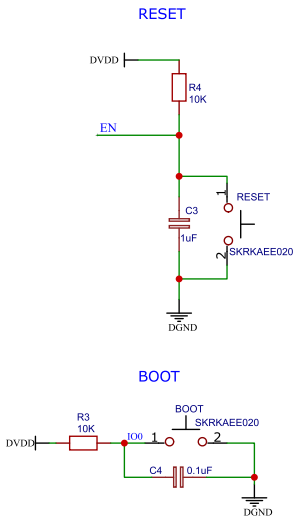 RESET
DVDD
R4
10K
EN
1
RESET
C3
1uF
SKRKAEE020
2
DGND
BOOT
BOOT
SKRKAEE020
R3
10K
DVDD
IO0
1
2
C4
0.1uF
DGND